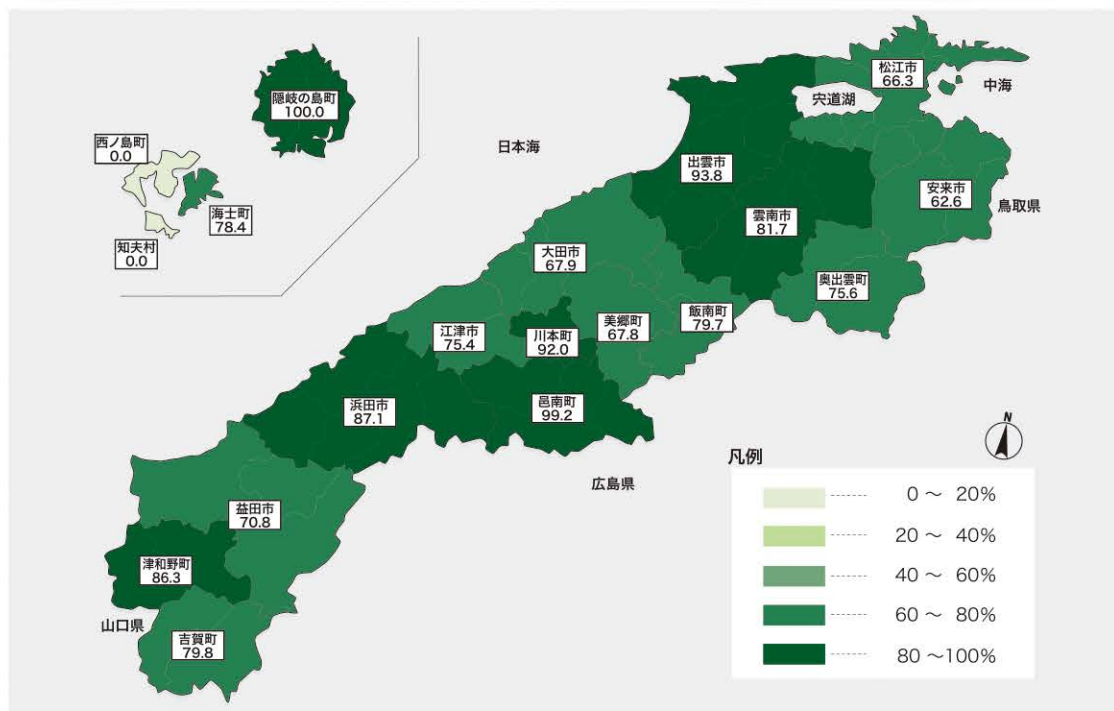 隠岐の島町
100.0
西ノ島町
0.0
海士町
78.4
知夫村
0.0
日本海
松江市
66.3
中海
宍道湖
出雲市
93.8
安来市
62.6
鳥取県
雲南市
81.7
大田市
67.9
奥出雲町
75.6
飯南町
79.7
美郷町
67.8
江津市
75.4
川本町
92.0
浜田市
87.1
邑南町
99.2
広島県
益田市
70.8
津和野町
86.3
山口県
吉賀町
79.8
N
凡例
0 ～ 20%
20 ～ 40%
40 ～ 60%
60 ～ 80%
80 ～100%